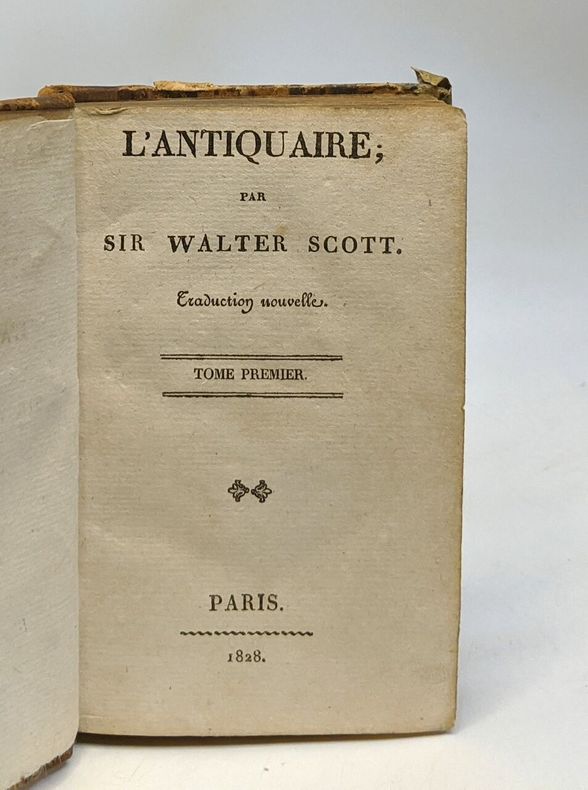 L'ANTIQUAIRE;
PAR
SIR WALTER SCOTT.
Traduction nouvelle.
TOME PREMIER.
PARIS.
1828.